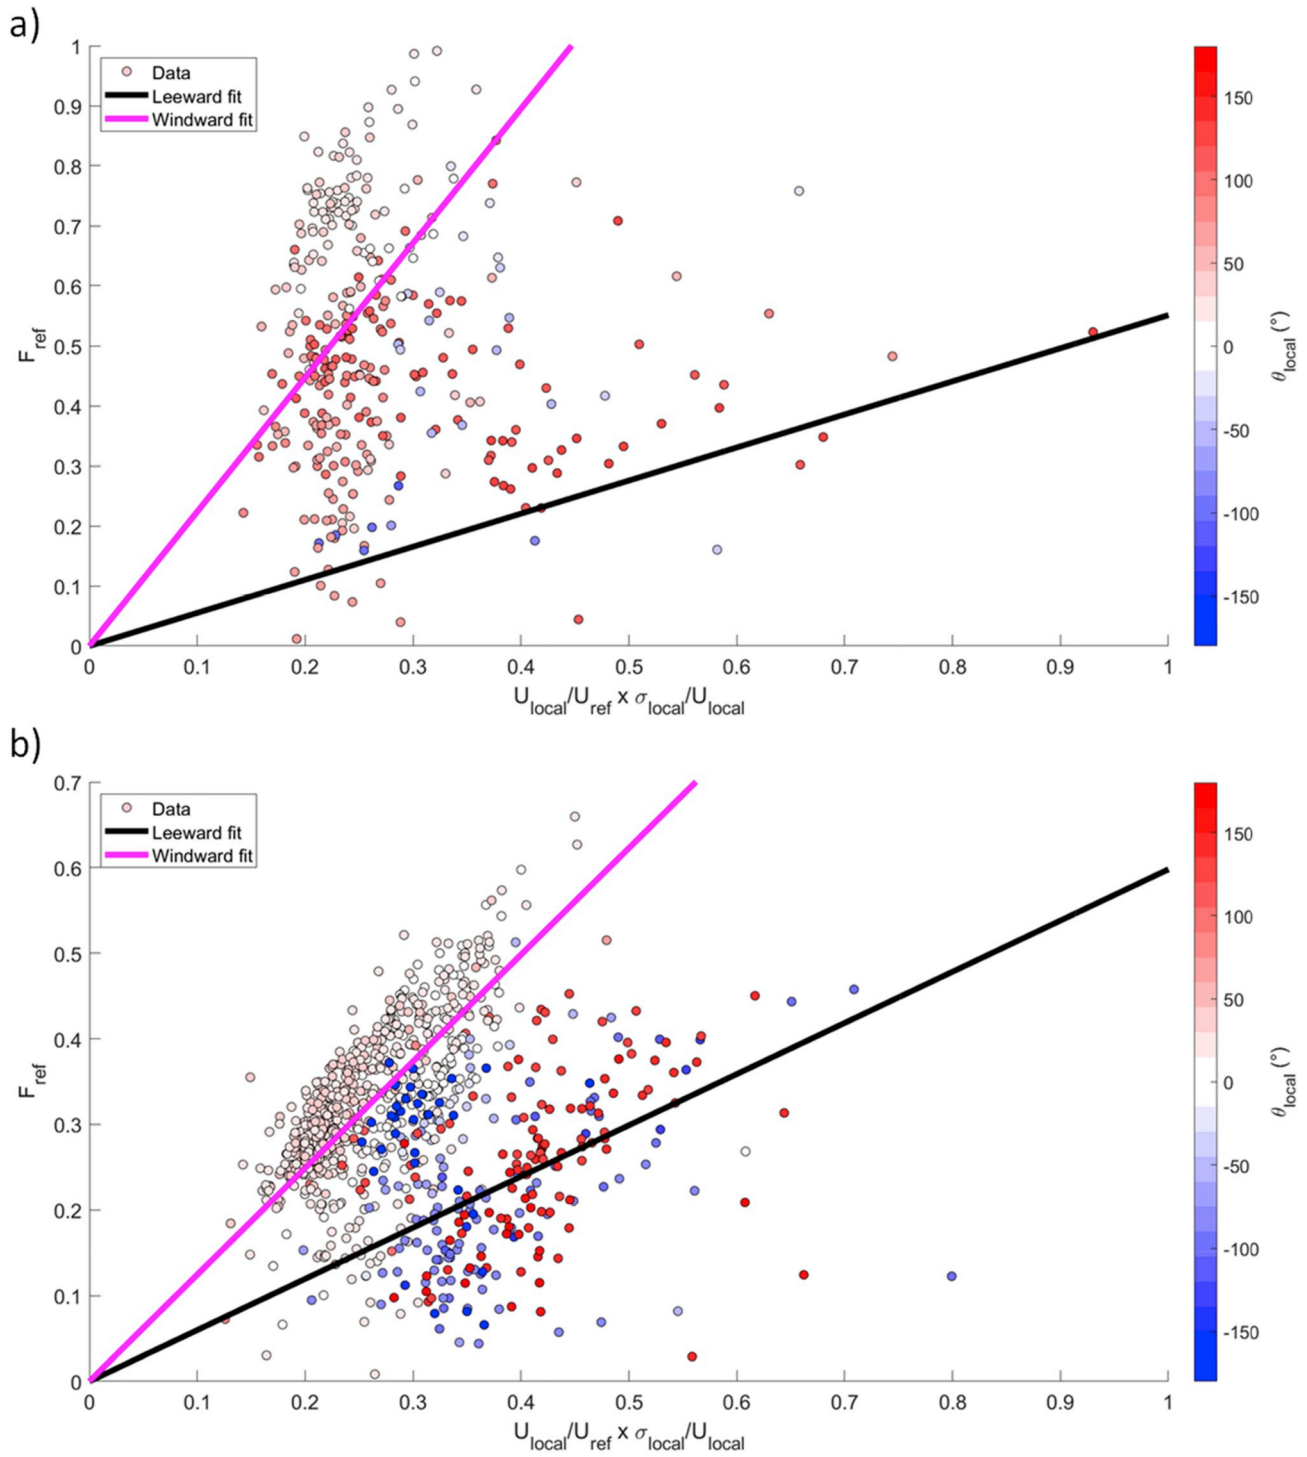 a)
1
0.9
0.8
0.7
0.6
0.5
0.4
0.3
0.2
0.1
0
F_ref
Data
Leeward fit
Windward fit
0 0.1 0.2 0.3 0.4 0.5 0.6 0.7 0.8 0.9 1
U_local/U_ref x σ_local/U_local
150
100
50
0
-50
-100
-150
θ_local (°)
b)
0.7
0.6
0.5
0.4
0.3
0.2
0.1
0
F_ref
Data
Leeward fit
Windward fit
0 0.1 0.2 0.3 0.4 0.5 0.6 0.7 0.8 0.9 1
U_local/U_ref x σ_local/U_local
150
100
50
0
-50
-100
-150
θ_local (°)